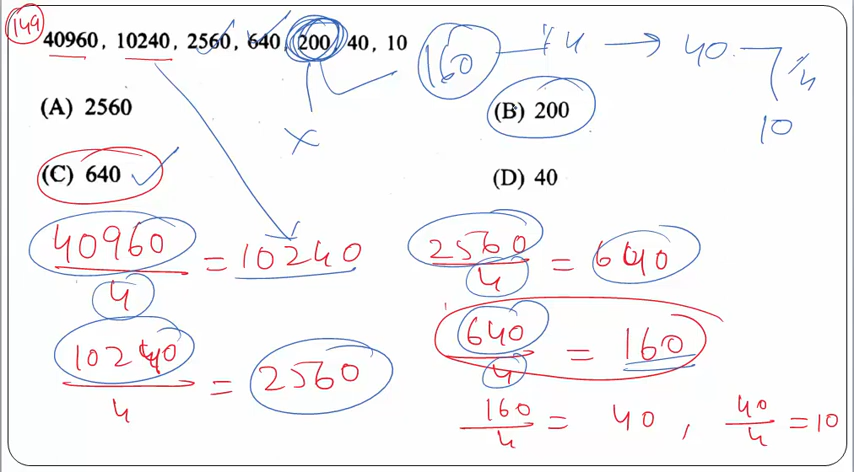 149
40960, 10240, 2560, 640, 200, 40, 10
160 ÷ 4 → 40
/4
10
(A) 2560
(B) 200
(C) 640
(D) 40
40960/4 = 10240
2560/4 = 640
10240/4 = 2560
640/4 = 160
160/4 = 40, 40/4 = 10